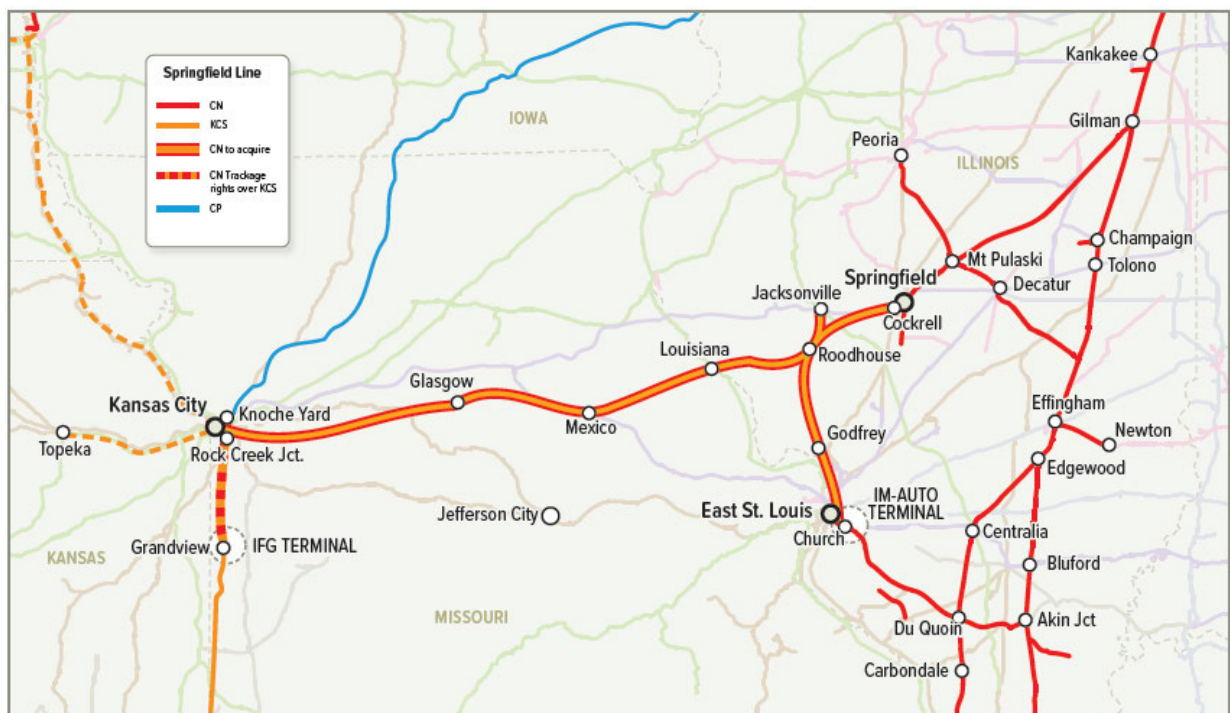 Springfield Line
CN
KCS
CN to acquire
CN Trackage
rights over KCS
CP
IOWA
ILLINOIS
Kankakee
Gilman
Peoria
Champaign
Mt Pulaski
Tolono
Springfield
Decatur
Jacksonville
Cockrell
Roodhouse
Louisiana
Glasgow
Kansas City
Knoche Yard
Mexico
Effingham
Newton
Topeka
Rock Creek Jct.
Godfrey
Edgewood
IM-AUTO
TERMINAL
East St. Louis
Jefferson City
Church
Centralia
KANSAS
Grandview
IFG TERMINAL
Bluford
MISSOURI
Du Quoin
Akin Jct
Carbondale